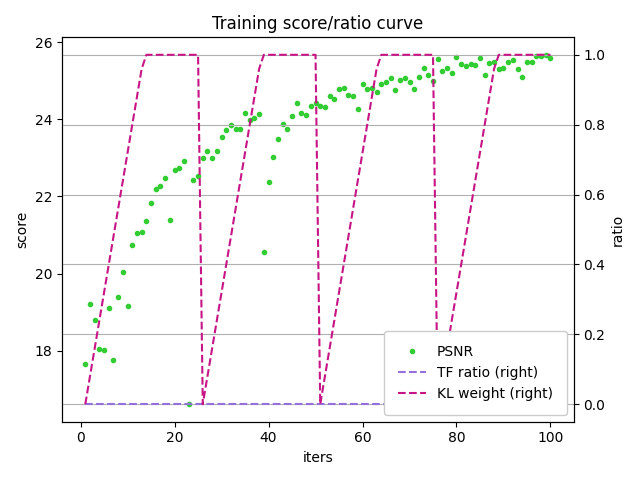 Training score/ratio curve
26
24
22
20
18
score
1.0
0.8
0.6
0.4
0.2
0.0
ratio
PSNR
TF ratio (right)
KL weight (right)
0
20
40
60
80
100
iters